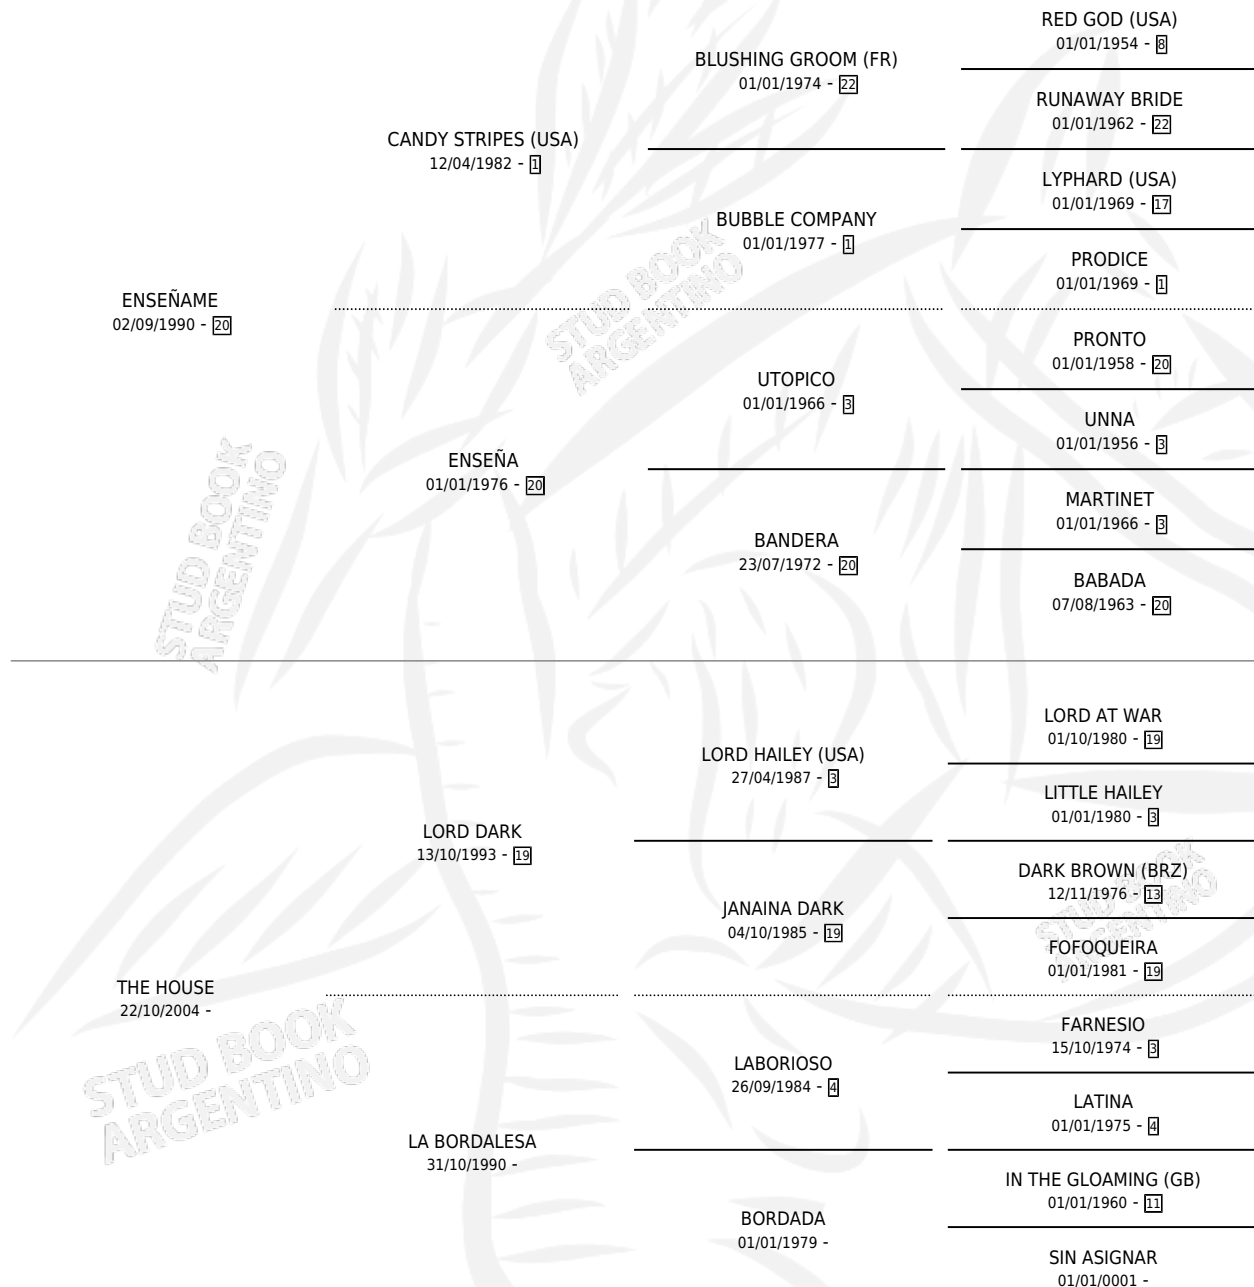 RED GOD (USA)
01/01/1954 - 8
BLUSHING GROOM (FR)
01/01/1974 - 22
RUNAWAY BRIDE
01/01/1962 - 22
CANDY STRIPES (USA)
12/04/1982 - 1
LYPHARD (USA)
01/01/1969 - 17
BUBBLE COMPANY
01/01/1977 - 1
PRODICE
01/01/1969 - 1
ENSEÑAME
02/09/1990 - 20
PRONTO
01/01/1958 - 20
UTOPICO
01/01/1966 - 3
UNNA
01/01/1956 - 3
ENSEÑA
01/01/1976 - 20
MARTINET
01/01/1966 - 3
BANDERA
23/07/1972 - 20
BABADA
07/08/1963 - 20
LORD AT WAR
01/10/1980 - 19
LORD HAILEY (USA)
27/04/1987 - 3
LITTLE HAILEY
01/01/1980 - 3
LORD DARK
13/10/1993 - 19
DARK BROWN (BRZ)
12/11/1976 - 13
JANAINA DARK
04/10/1985 - 19
FOFOQUEIRA
01/01/1981 - 19
THE HOUSE
22/10/2004 -
FARNESIO
15/10/1974 - 3
LABORIOSO
26/09/1984 - 4
LATINA
01/01/1975 - 4
LA BORDALESA
31/10/1990 -
IN THE GLOAMING (GB)
01/01/1960 - 11
BORDADA
01/01/1979 -
SIN ASIGNAR
01/01/0001 -
STUD BOOK
ARGENTINO
STUD BOOK
ARGENTINO
STUD BOOK
ARGENTINO
STUD BOOK
ARGENTINO